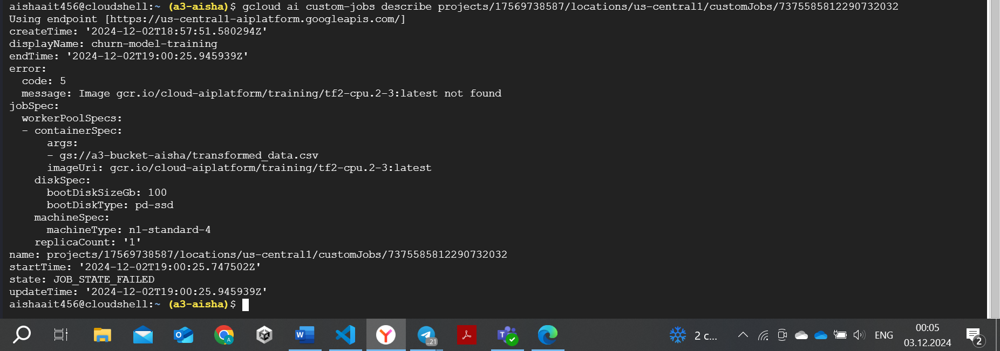 aishaait456@cloudshell:~ (a3-aisha)$ gcloud ai custom-jobs describe projects/17569738587/locations/us-central1/customJobs/7375585812290732032
Using endpoint [https://us-central1-aiplatform.googleapis.com/]
createTime: '2024-12-02T18:57:51.580294Z'
displayName: churn-model-training
endTime: '2024-12-02T19:00:25.945939Z'
error:
  code: 5
  message: Image gcr.io/cloud-aiplatform/training/tf2-cpu.2-3:latest not found
jobSpec:
  workerPoolSpecs:
  - containerSpec:
      args:
      - gs://a3-bucket-aisha/transformed_data.csv
      imageUri: gcr.io/cloud-aiplatform/training/tf2-cpu.2-3:latest
    diskSpec:
      bootDiskSizeGb: 100
      bootDiskType: pd-ssd
    machineSpec:
      machineType: n1-standard-4
    replicaCount: '1'
name: projects/17569738587/locations/us-central1/customJobs/7375585812290732032
startTime: '2024-12-02T19:00:25.747502Z'
state: JOB_STATE_FAILED
updateTime: '2024-12-02T19:00:25.945939Z'
aishaait456@cloudshell:~ (a3-aisha)$
..21
2 c...
ENG
00:05
03.12.2024
2